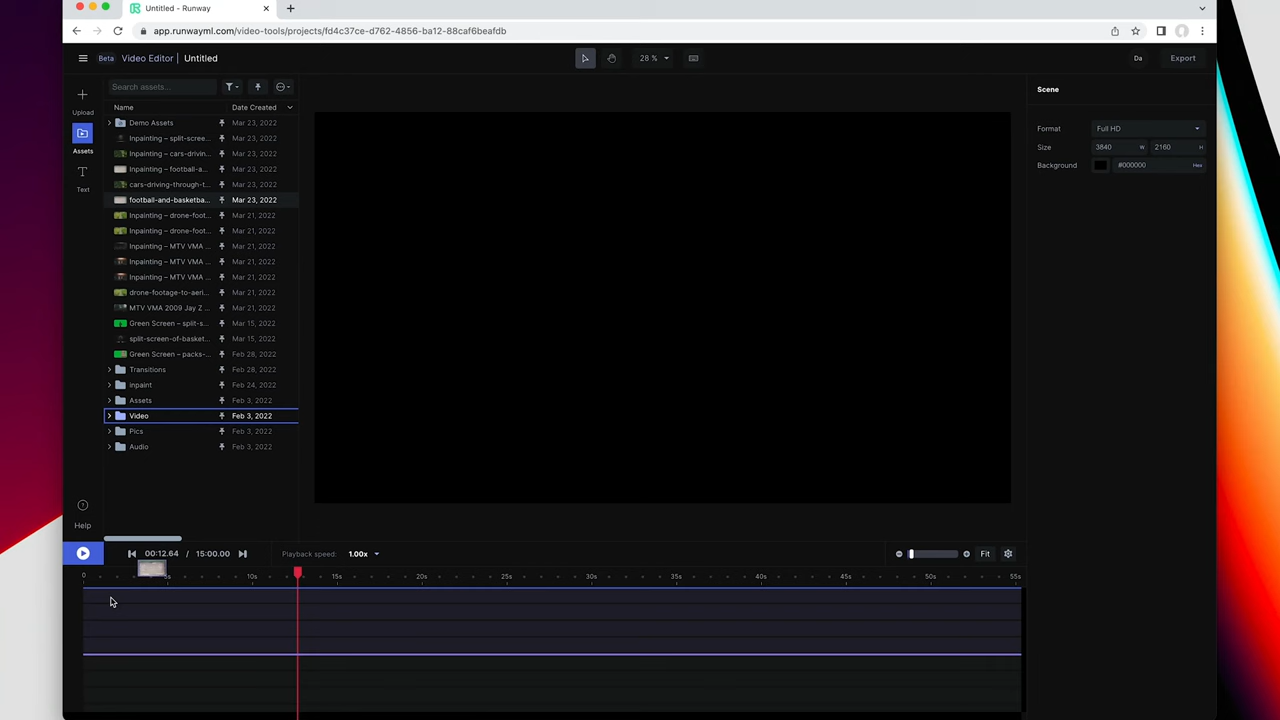 Untitled - Runway
app.runwayml.com/video-tools/projects/fd4c37ce-d762-4856-ba12-88caf6beafdb
Beta Video Editor | Untitled
28 %
Da
Export
Search assets...
Upload
Assets
Text
Help
Name Date Created
Demo Assets Mar 23, 2022
Inpainting – split-scree... Mar 23, 2022
Inpainting – cars-drivin... Mar 23, 2022
Inpainting – football-a... Mar 23, 2022
cars-driving-through-t... Mar 23, 2022
football-and-basketba... Mar 23, 2022
Inpainting – drone-foot... Mar 21, 2022
Inpainting – drone-foot... Mar 21, 2022
Inpainting – MTV VMA ... Mar 21, 2022
Inpainting – MTV VMA ... Mar 21, 2022
Inpainting – MTV VMA ... Mar 21, 2022
drone-footage-to-aeri... Mar 21, 2022
MTV VMA 2009 Jay Z ... Mar 21, 2022
Green Screen – split-s... Mar 15, 2022
split-screen-of-basket... Mar 15, 2022
Green Screen – packs-... Feb 28, 2022
Transitions Feb 28, 2022
inpaint Feb 24, 2022
Assets Feb 3, 2022
Video Feb 3, 2022
Pics Feb 3, 2022
Audio Feb 3, 2022
Scene
Format Full HD
Size 3840 W 2160 H
Background #000000 Hex
00:12.64 / 15:00.00
Playback speed: 1.00x
Fit
0 5s 10s 15s 20s 25s 30s 35s 40s 45s 50s 55s